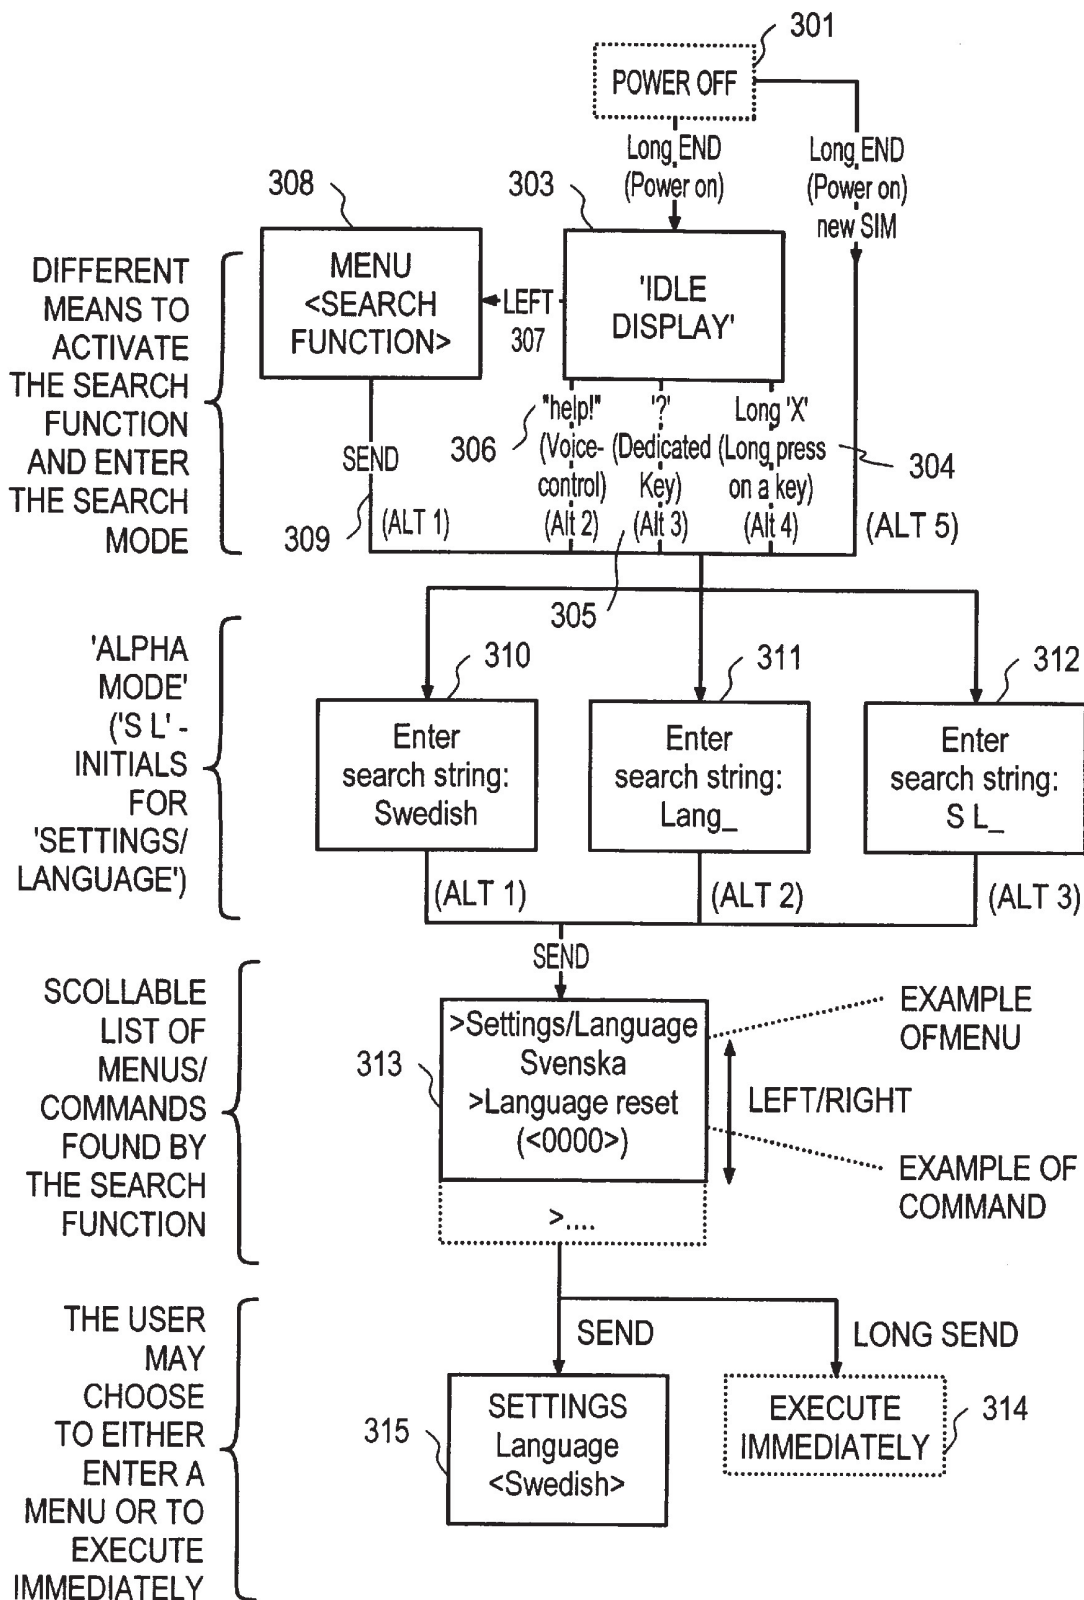 301
POWER OFF
Long END
(Power on)
Long END
(Power on)
new SIM
308
303
DIFFERENT
MEANS TO
ACTIVATE
THE SEARCH
FUNCTION
AND ENTER
THE SEARCH
MODE
MENU
<SEARCH
FUNCTION>
LEFT
307
'IDLE
DISPLAY'
SEND
309
(ALT 1)
306
"help!"
(Voice-
control)
(Alt 2)
'?'
(Dedicated
Key)
(Alt 3)
Long 'X'
(Long press
on a key)
(Alt 4)
304
(ALT 5)
305
'ALPHA
MODE'
('S L' -
INITIALS
FOR
'SETTINGS/
LANGUAGE')
310
Enter
search string:
Swedish
(ALT 1)
311
Enter
search string:
Lang_
(ALT 2)
312
Enter
search string:
S L_
(ALT 3)
SEND
SCOLLABLE
LIST OF
MENUS/
COMMANDS
FOUND BY
THE SEARCH
FUNCTION
313
>Settings/Language
Svenska
>Language reset
(<0000>)
>....
EXAMPLE
OFMENU
LEFT/RIGHT
EXAMPLE OF
COMMAND
THE USER
MAY
CHOOSE
TO EITHER
ENTER A
MENU OR TO
EXECUTE
IMMEDIATELY
SEND
LONG SEND
315
SETTINGS
Language
<Swedish>
EXECUTE
IMMEDIATELY
314